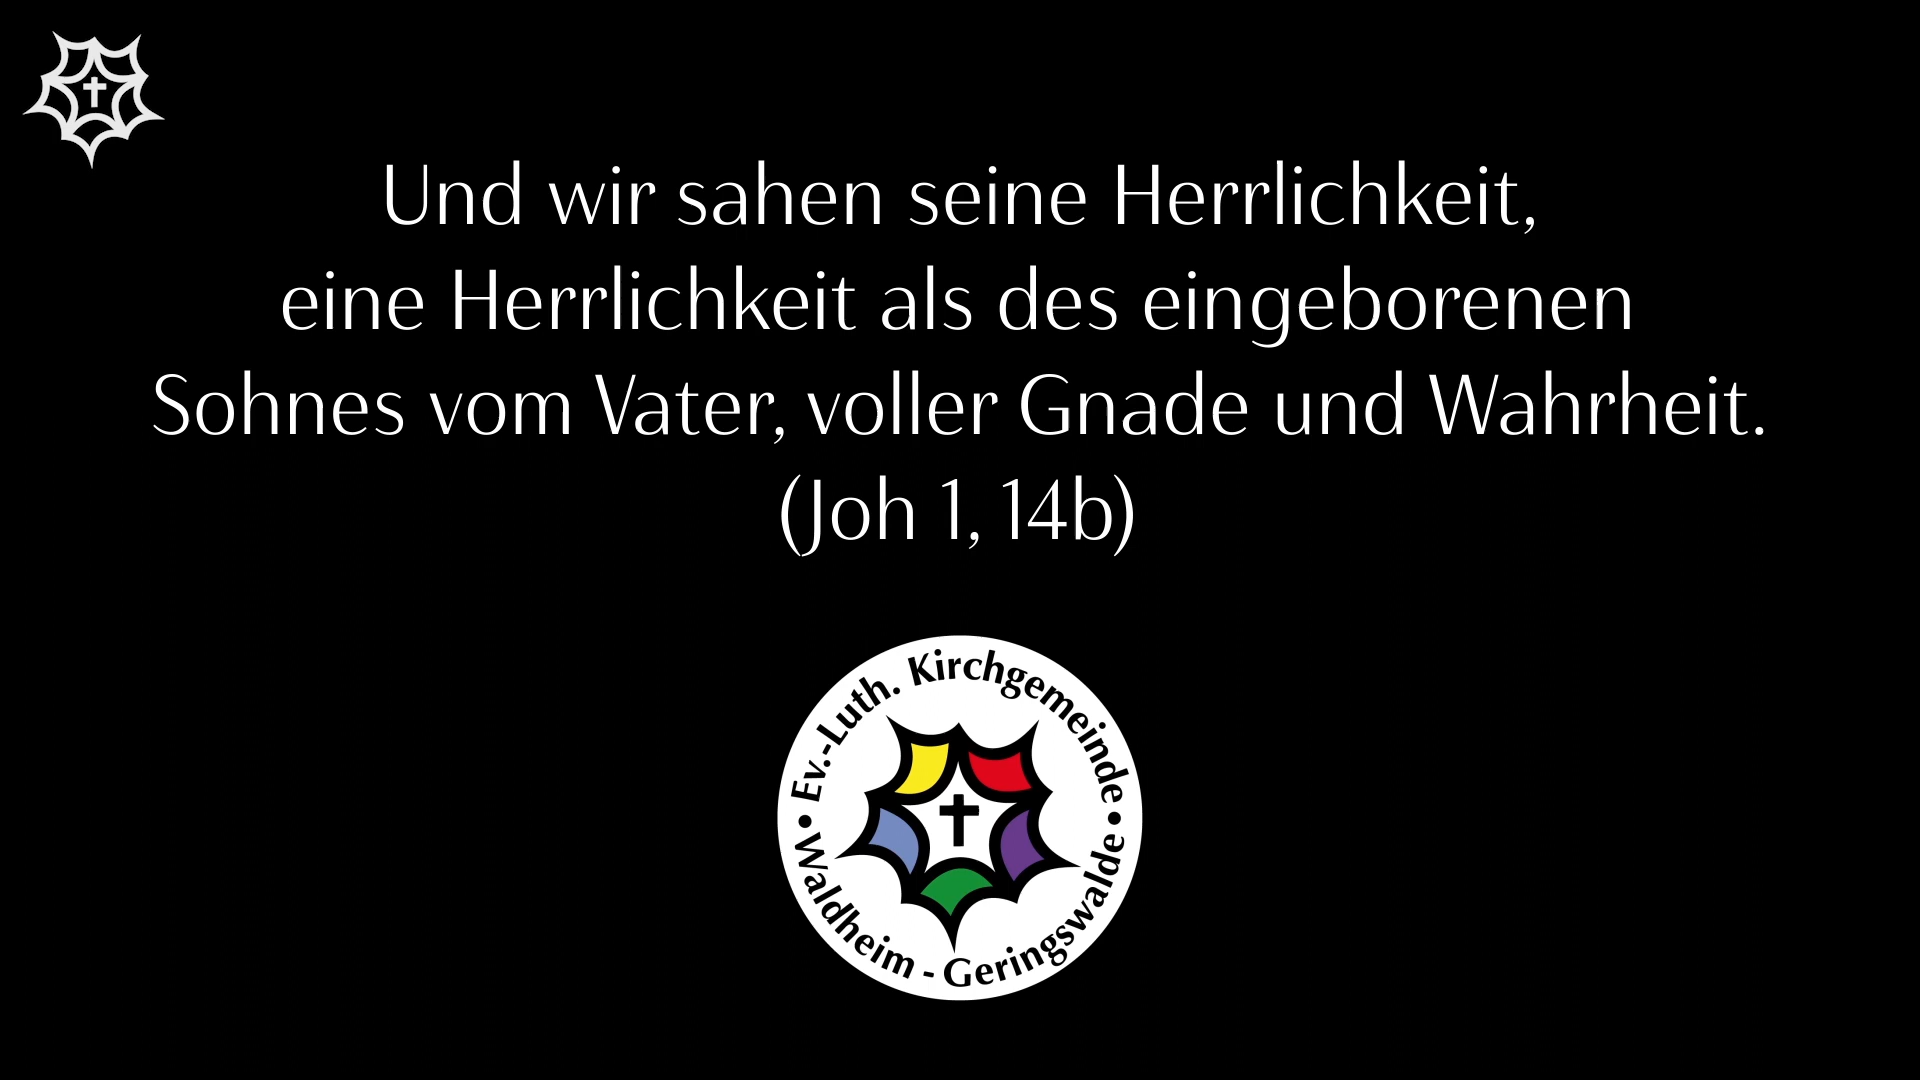 Und wir sahen seine Herrlichkeit,
eine Herrlichkeit als des eingeborenen
Sohnes vom Vater, voller Gnade und Wahrheit.
(Joh 1, 14b)
Ev.-Luth. Kirchgemeinde
• Waldheim - Geringswalde •